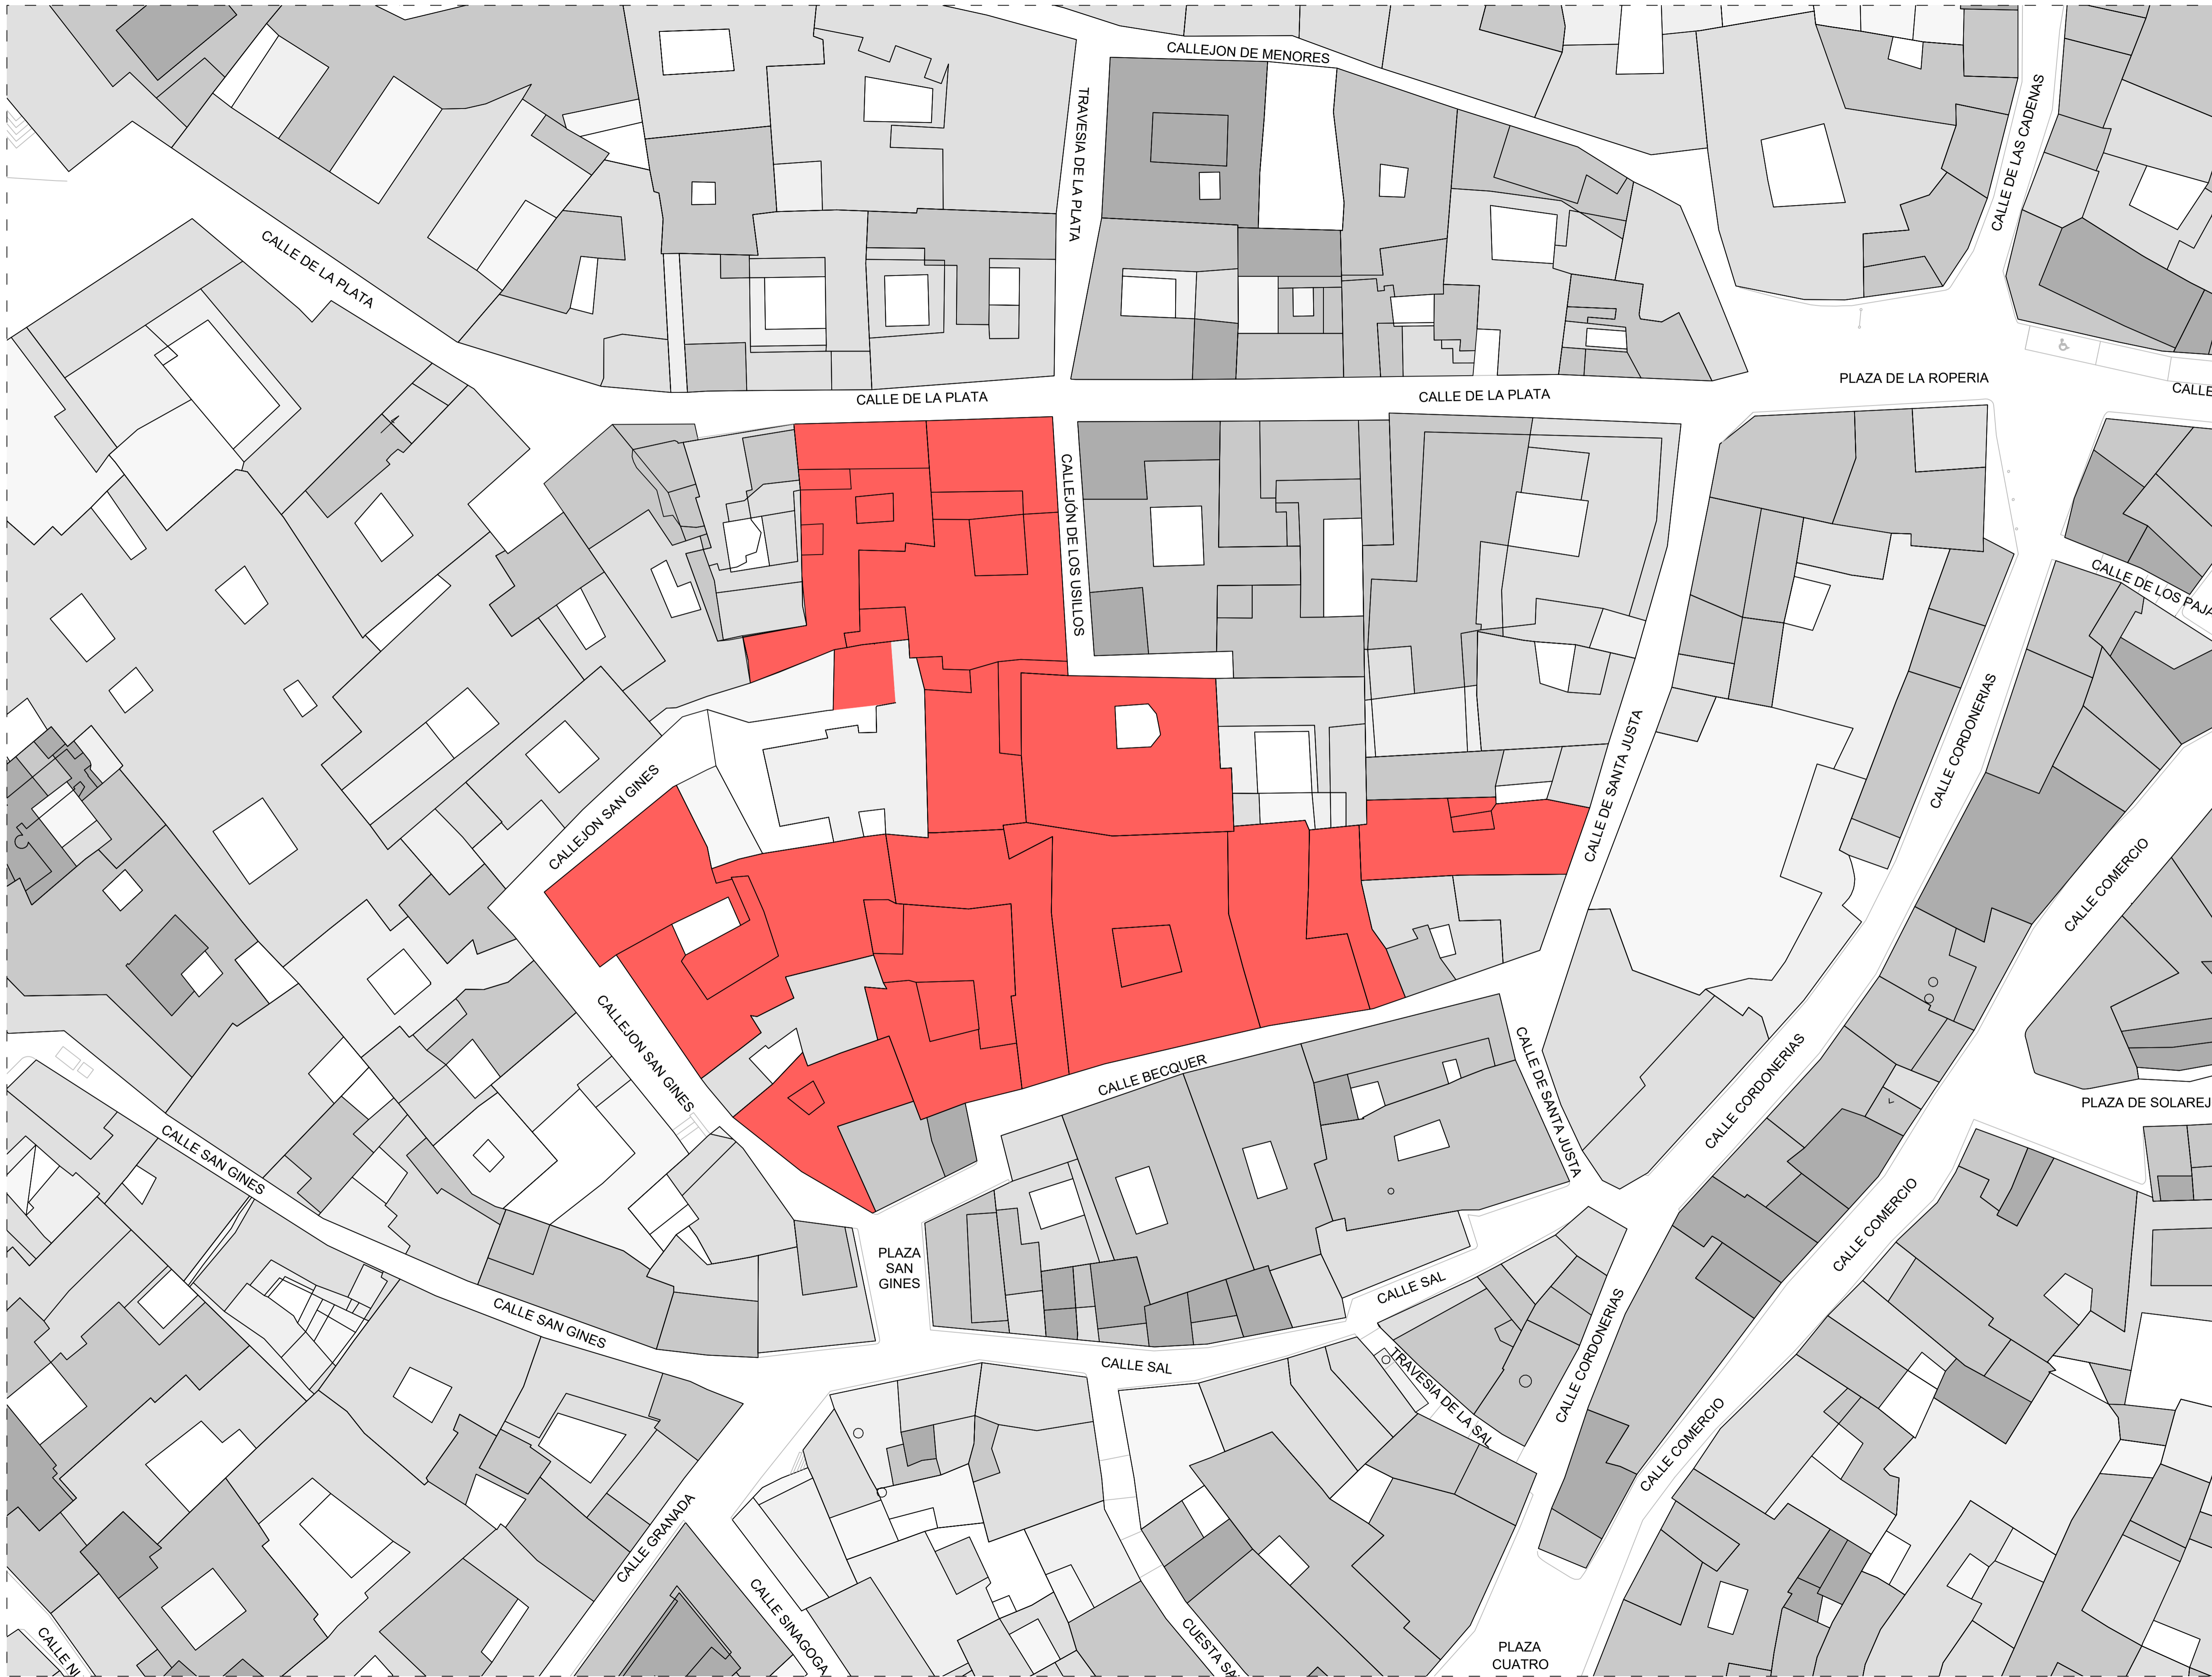 CALLEJON DE MENORES
TRAVESIA DE LA PLATA
CALLE DE LAS CADENAS
CALLE DE LA PLATA
CALLE DE LA PLATA
CALLE DE LA PLATA
PLAZA DE LA ROPERIA
CALLE
CALLEJÓN DE LOS USILLOS
CALLE DE LOS PAJA
CALLE CORDONERIAS
CALLE DE SANTA JUSTA
CALLEJON SAN GINES
CALLE COMERCIO
CALLEJON SAN GINES
CALLE BECQUER
CALLE DE SANTA JUSTA
CALLE CORDONERIAS
PLAZA DE SOLAREJ
CALLE SAN GINES
CALLE COMERCIO
PLAZA
SAN
GINES
CALLE SAL
CALLE SAN GINES
CALLE CORDONERIAS
CALLE SAL
TRAVESIA DE LA SAL
CALLE COMERCIO
CALLE GRANADA
CALLE SINAGOGA
CUESTA SA
CALLE N
PLAZA
CUATRO